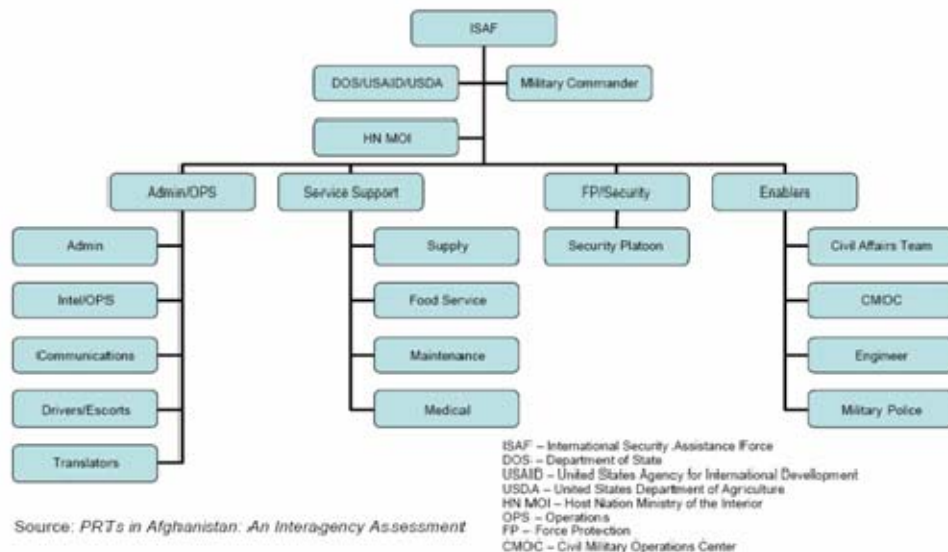 ISAF
DOS/USAID/USDA
Military Commander
HN MOI
Admin/OPS
Service Support
FP/Security
Enablers
Admin
Supply
Security Platoon
Civil Affairs Team
Intel/OPS
Food Service
CMOC
Communications
Maintenance
Engineer
Drivers/Escorts
Medical
Military Police
Translators
ISAF – International Security Assistance Force
DOS – Department of State
USAID – United States Agency for International Development
USDA – United States Department of Agriculture
HN MOI – Host Nation Ministry of the Interior
OPS – Operations
FP – Force Protection
CMOC – Civil Military Operations Center
Source: PRTs in Afghanistan: An Interagency Assessment